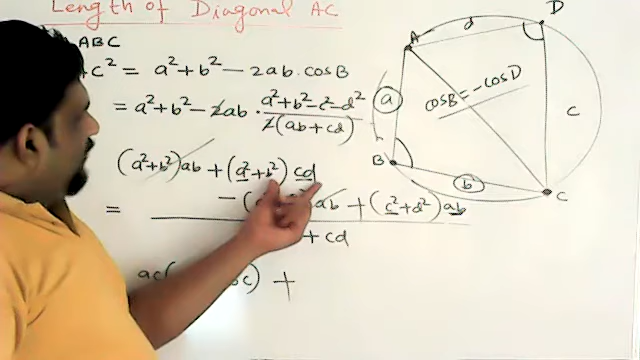 Length of Diagonal AC
ABC
C² = a² + b² - 2ab.cosB
= a² + b² - 2ab . a² + b² - c² - d² / 2(ab + cd)
(a² + b²) ab + (a² + b²) cd
= - ( ab + (c² + d²) ab
+ cd
ac( c) +
A
d
D
a
cosB = -cosD
c
B
b
C